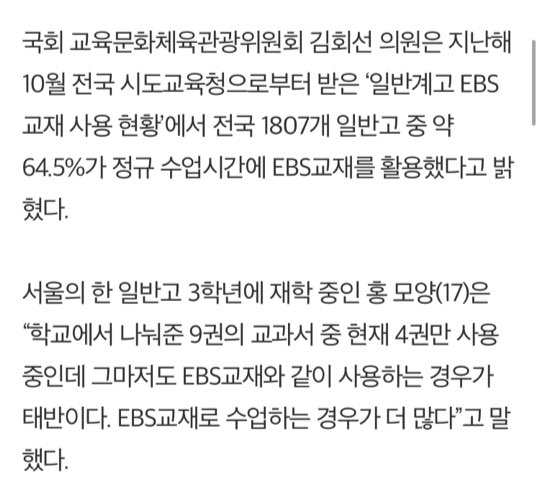 국회 교육문화체육관광위원회 김회선 의원은 지난해
10월 전국 시도교육청으로부터 받은 ‘일반계고 EBS
교재 사용 현황’에서 전국 1807개 일반고 중 약
64.5%가 정규 수업시간에 EBS교재를 활용했다고 밝
혔다.
서울의 한 일반고 3학년에 재학 중인 홍 모양(17)은
“학교에서 나눠준 9권의 교과서 중 현재 4권만 사용
중인데 그마저도 EBS교재와 같이 사용하는 경우가
태반이다. EBS교재로 수업하는 경우가 더 많다”고 말
했다.